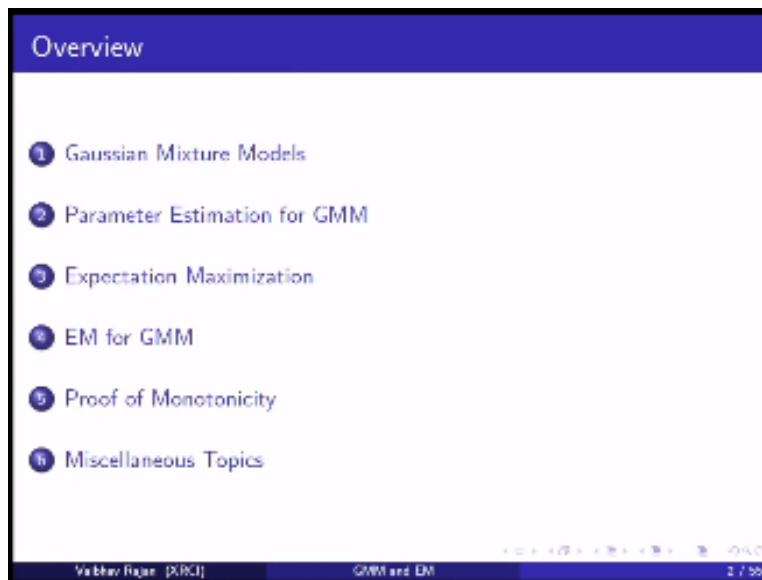 Overview
1 Gaussian Mixture Models
2 Parameter Estimation for GMM
3 Expectation Maximization
4 EM for GMM
5 Proof of Monotonicity
6 Miscellaneous Topics
Vaibhav Rajan (XRCI) GMM and EM 2 / 55